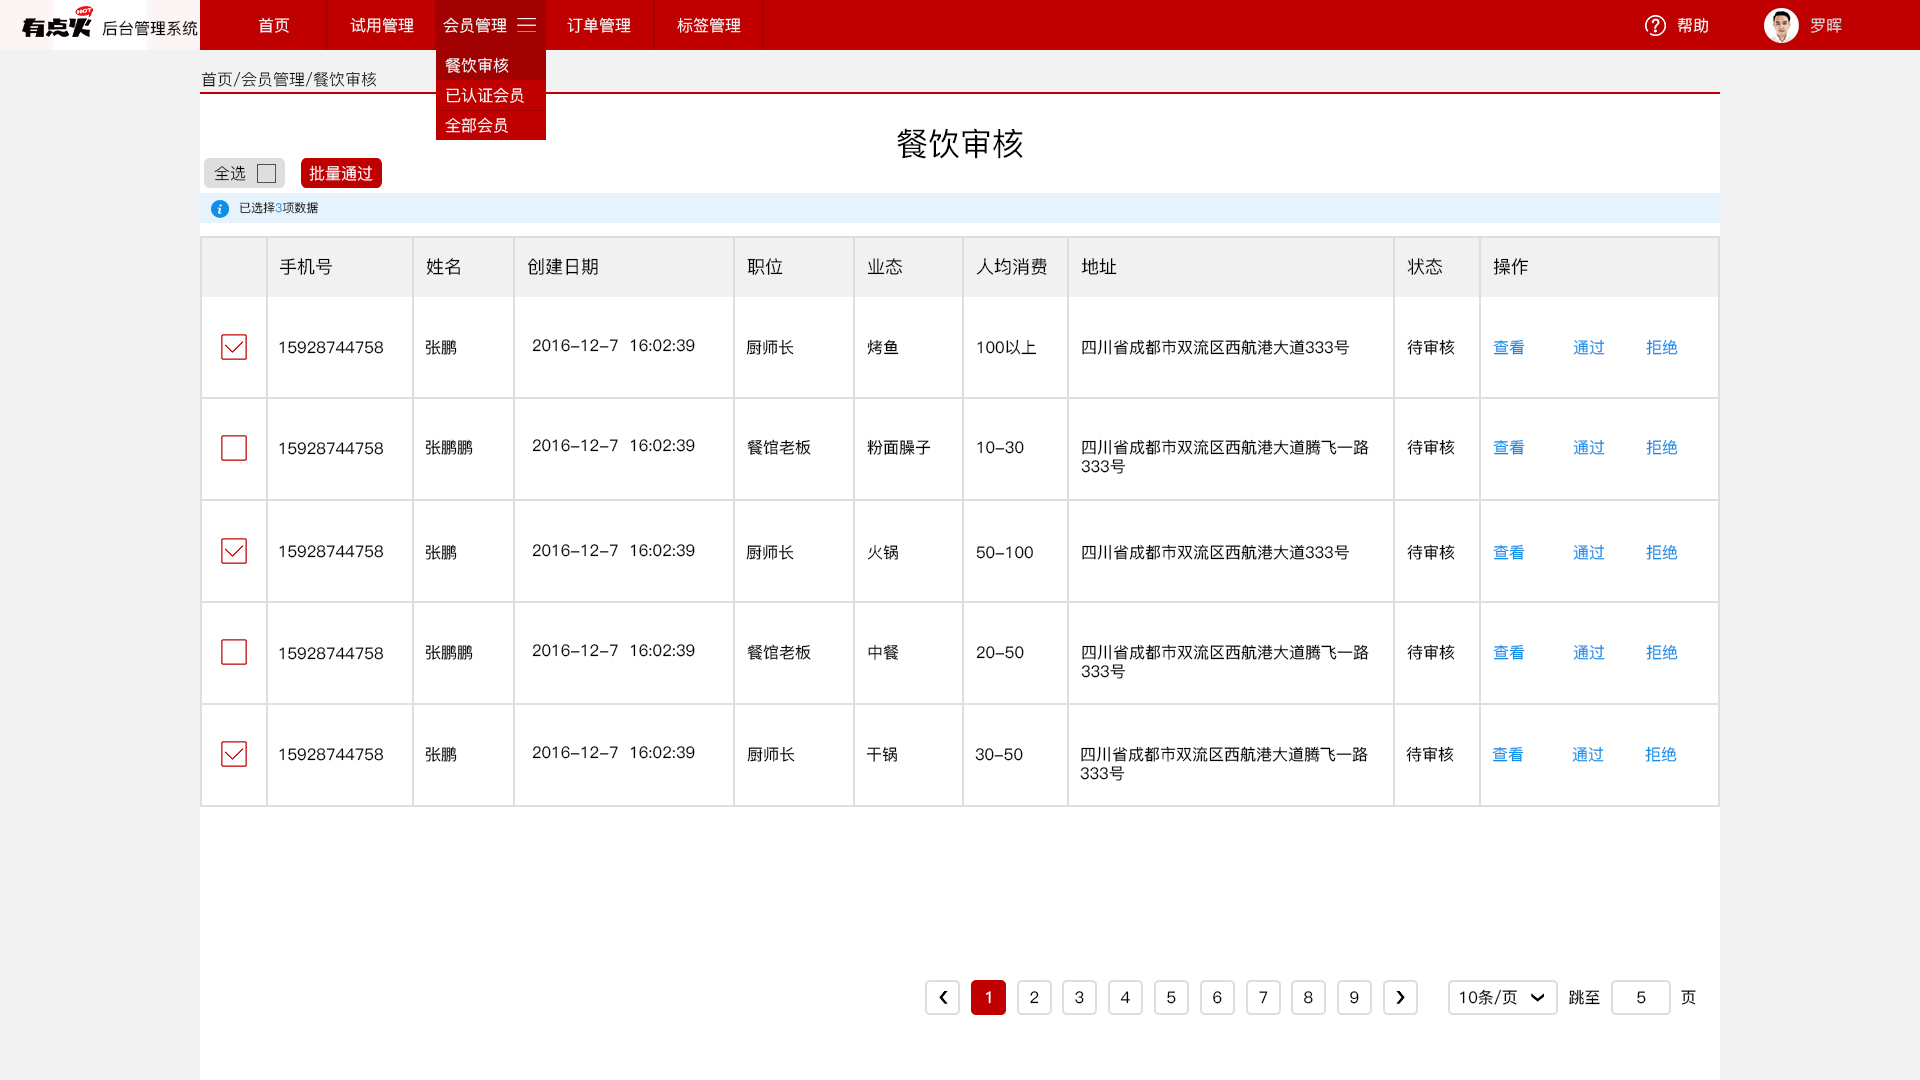 有点火 HOT 后台管理系统 首页 试用管理 会员管理 订单管理 标签管理 帮助 罗晖
餐饮审核
已认证会员
全部会员
首页/会员管理/餐饮审核
餐饮审核
全选 批量通过
已选择3项数据
手机号 姓名 创建日期 职位 业态 人均消费 地址 状态 操作
15928744758 张鹏 2016-12-7 16:02:39 厨师长 烤鱼 100以上 四川省成都市双流区西航港大道333号 待审核 查看 通过 拒绝
15928744758 张鹏鹏 2016-12-7 16:02:39 餐馆老板 粉面臊子 10-30 四川省成都市双流区西航港大道腾飞一路 待审核 查看 通过 拒绝
333号
15928744758 张鹏 2016-12-7 16:02:39 厨师长 火锅 50-100 四川省成都市双流区西航港大道333号 待审核 查看 通过 拒绝
15928744758 张鹏鹏 2016-12-7 16:02:39 餐馆老板 中餐 20-50 四川省成都市双流区西航港大道腾飞一路 待审核 查看 通过 拒绝
333号
15928744758 张鹏 2016-12-7 16:02:39 厨师长 干锅 30-50 四川省成都市双流区西航港大道腾飞一路 待审核 查看 通过 拒绝
333号
1 2 3 4 5 6 7 8 9 10条/页 跳至 5 页